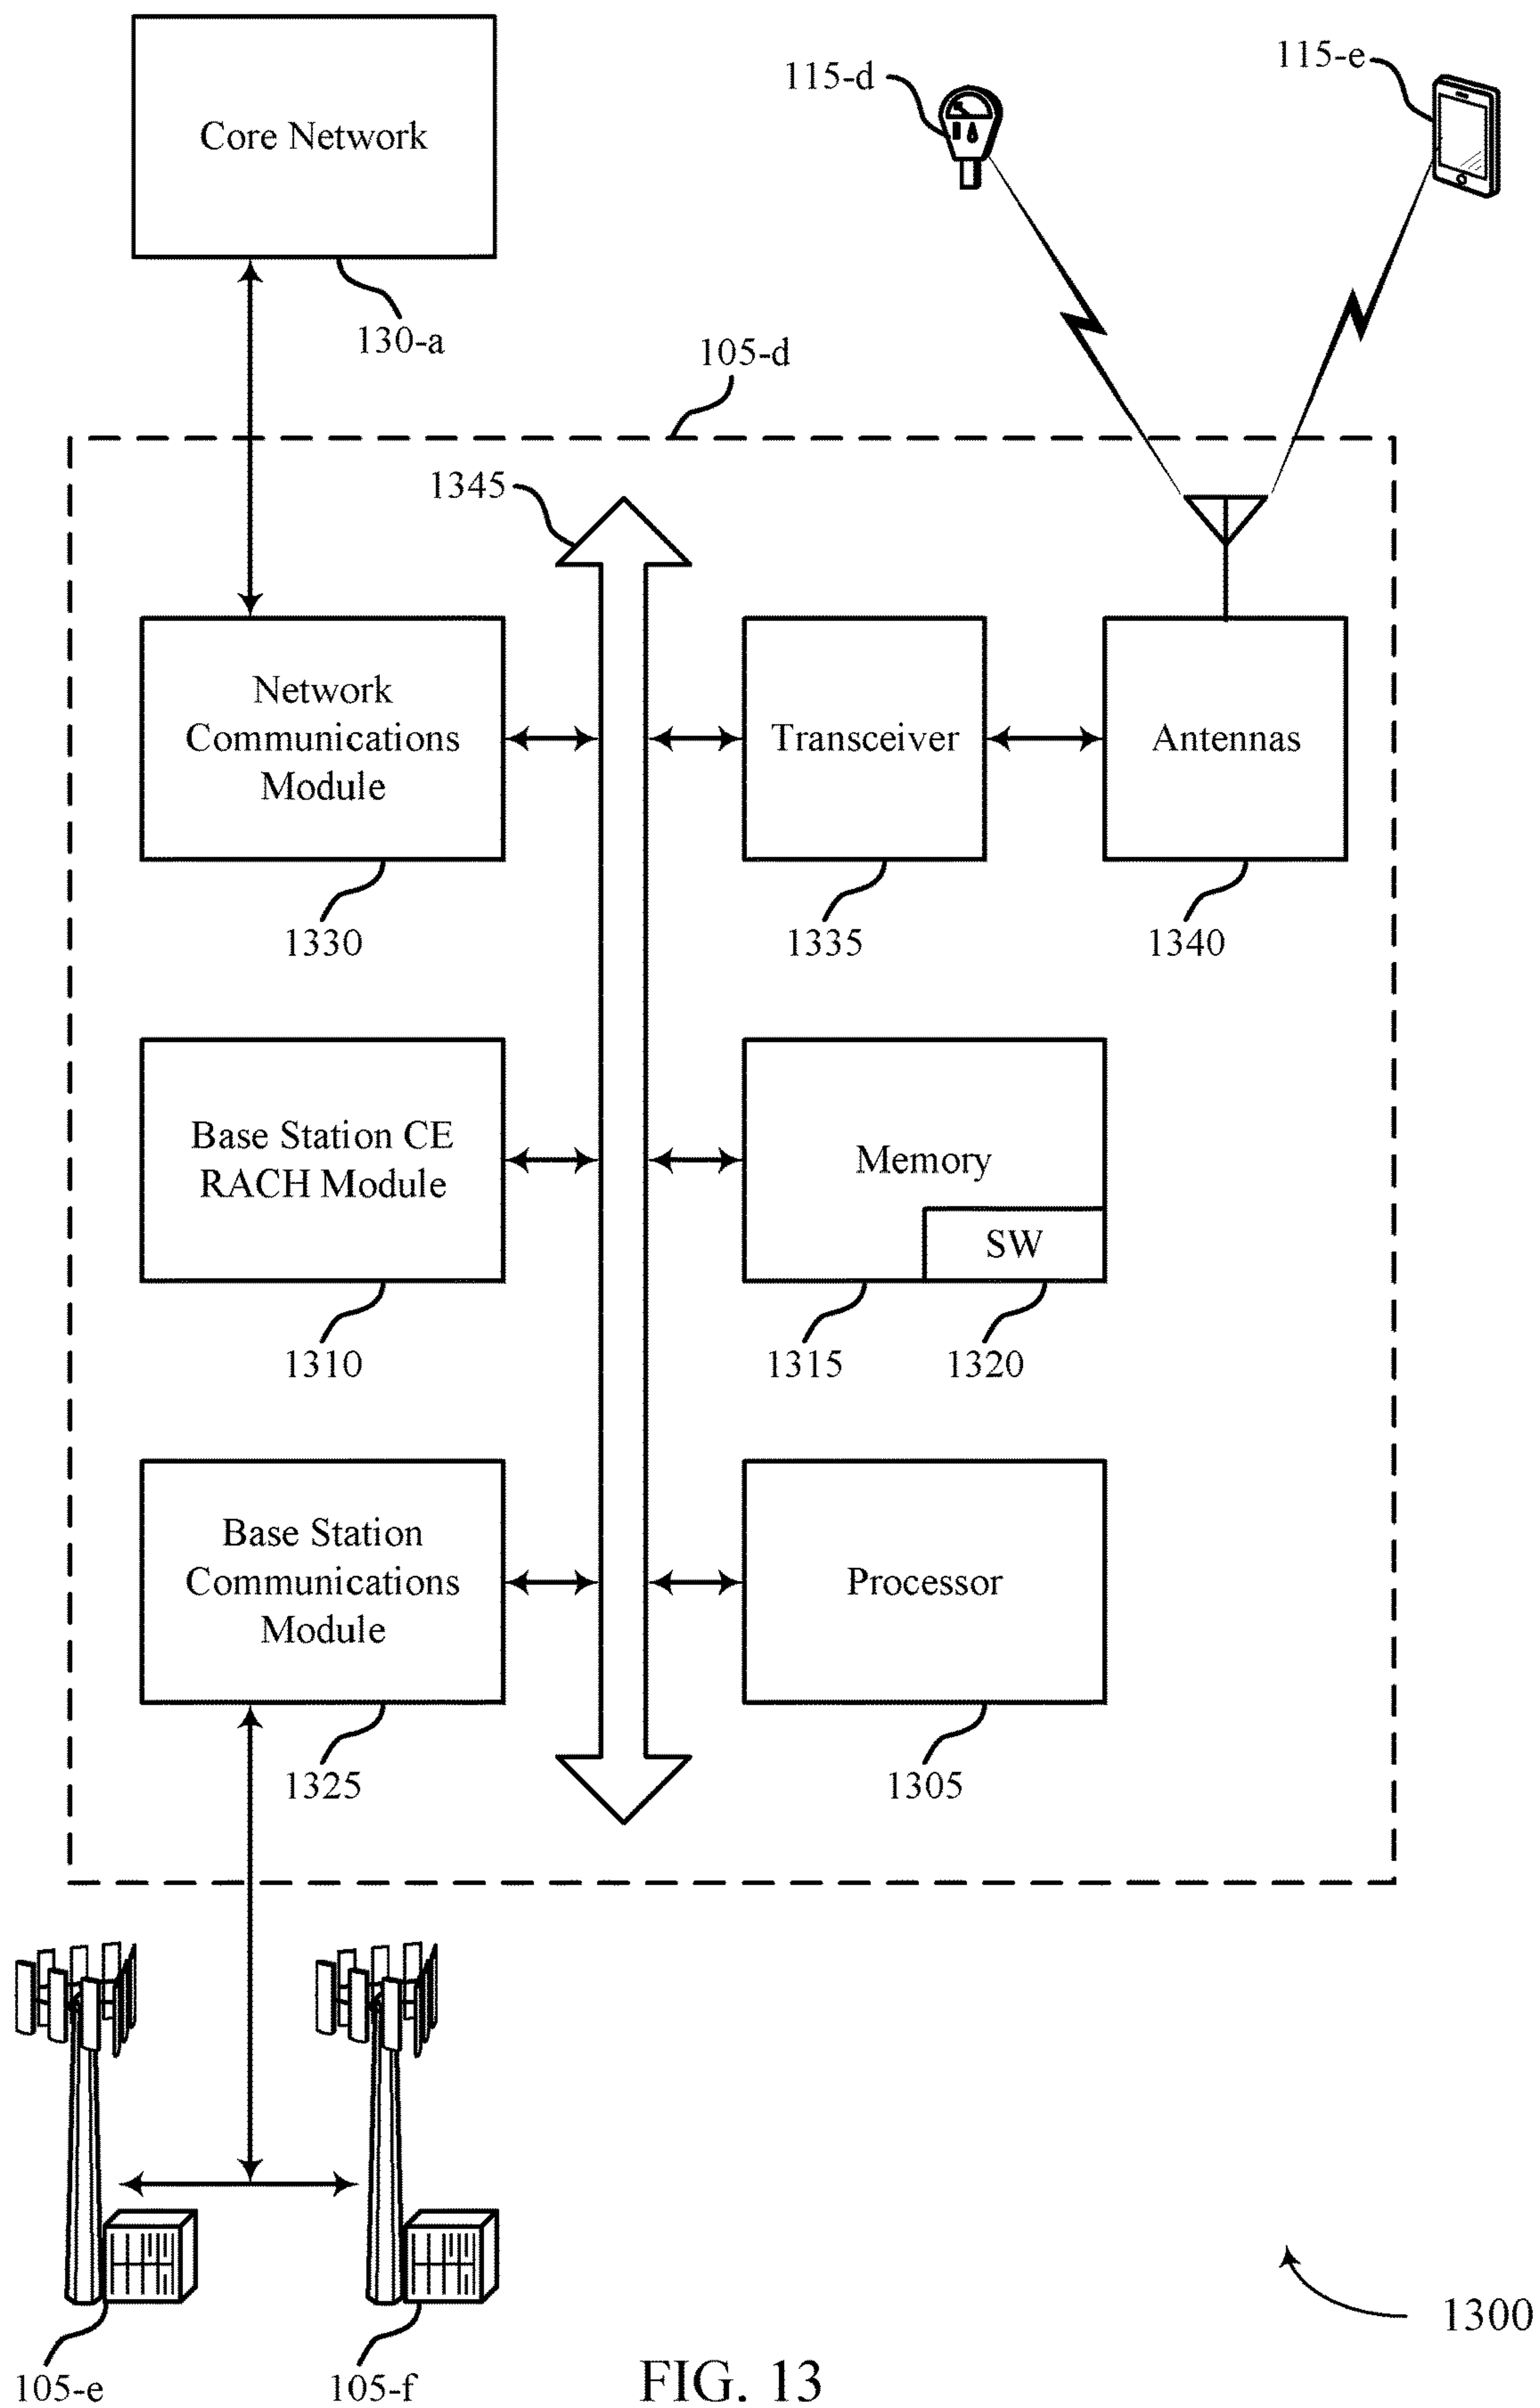 Core Network
130-a
115-d
115-e
105-d
1345
Network
Communications
Module
1330
Transceiver
1335
Antennas
1340
Base Station CE
RACH Module
1310
Memory
SW
1315
1320
Base Station
Communications
Module
1325
Processor
1305
105-e
105-f
1300
FIG. 13